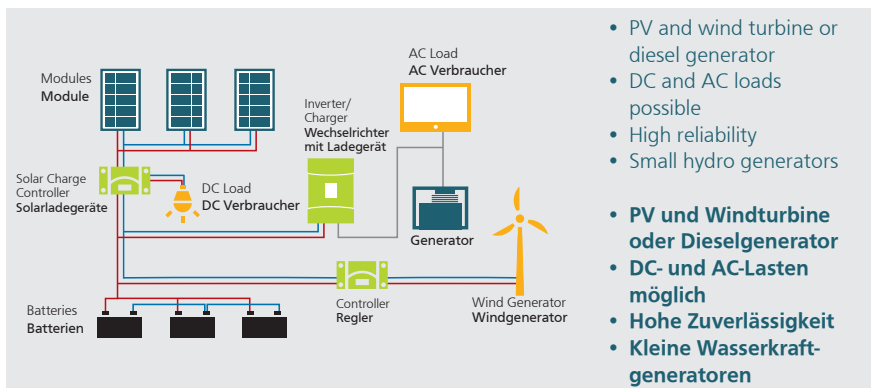 Modules
Module
Inverter/
Charger
Wechselrichter
mit Ladegerät
AC Load
AC Verbraucher
Solar Charge
Controller
Solarladegeräte
DC Load
DC Verbraucher
Generator
Batteries
Batterien
Controller
Regler
Wind Generator
Windgenerator
• PV and wind turbine or
diesel generator
• DC and AC loads
possible
• High reliability
• Small hydro generators
• PV und Windturbine
oder Dieselgenerator
• DC- und AC-Lasten
möglich
• Hohe Zuverlässigkeit
• Kleine Wasserkraft-
generatoren